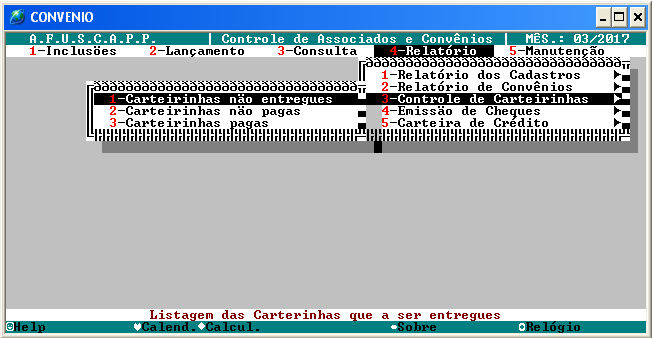 CONVENIO
A.F.U.S.C.A.P.P. | Controle de Associados e Convênios | MÊS.: 03/2017
1-Inclusões 2-Lançamento 3-Consulta 4-Relatório 5-Manutenção
1-Relatório dos Cadastros
2-Relatório de Convênios
3-Controle de Carteirinhas
4-Emissão de Cheques
5-Carteira de Crédito
1-Carteirinhas não entregues
2-Carteirinhas não pagas
3-Carteirinhas pagas
Listagem das Carterinhas que a ser entregues
Help Calend. Calcul. Sobre Relógio